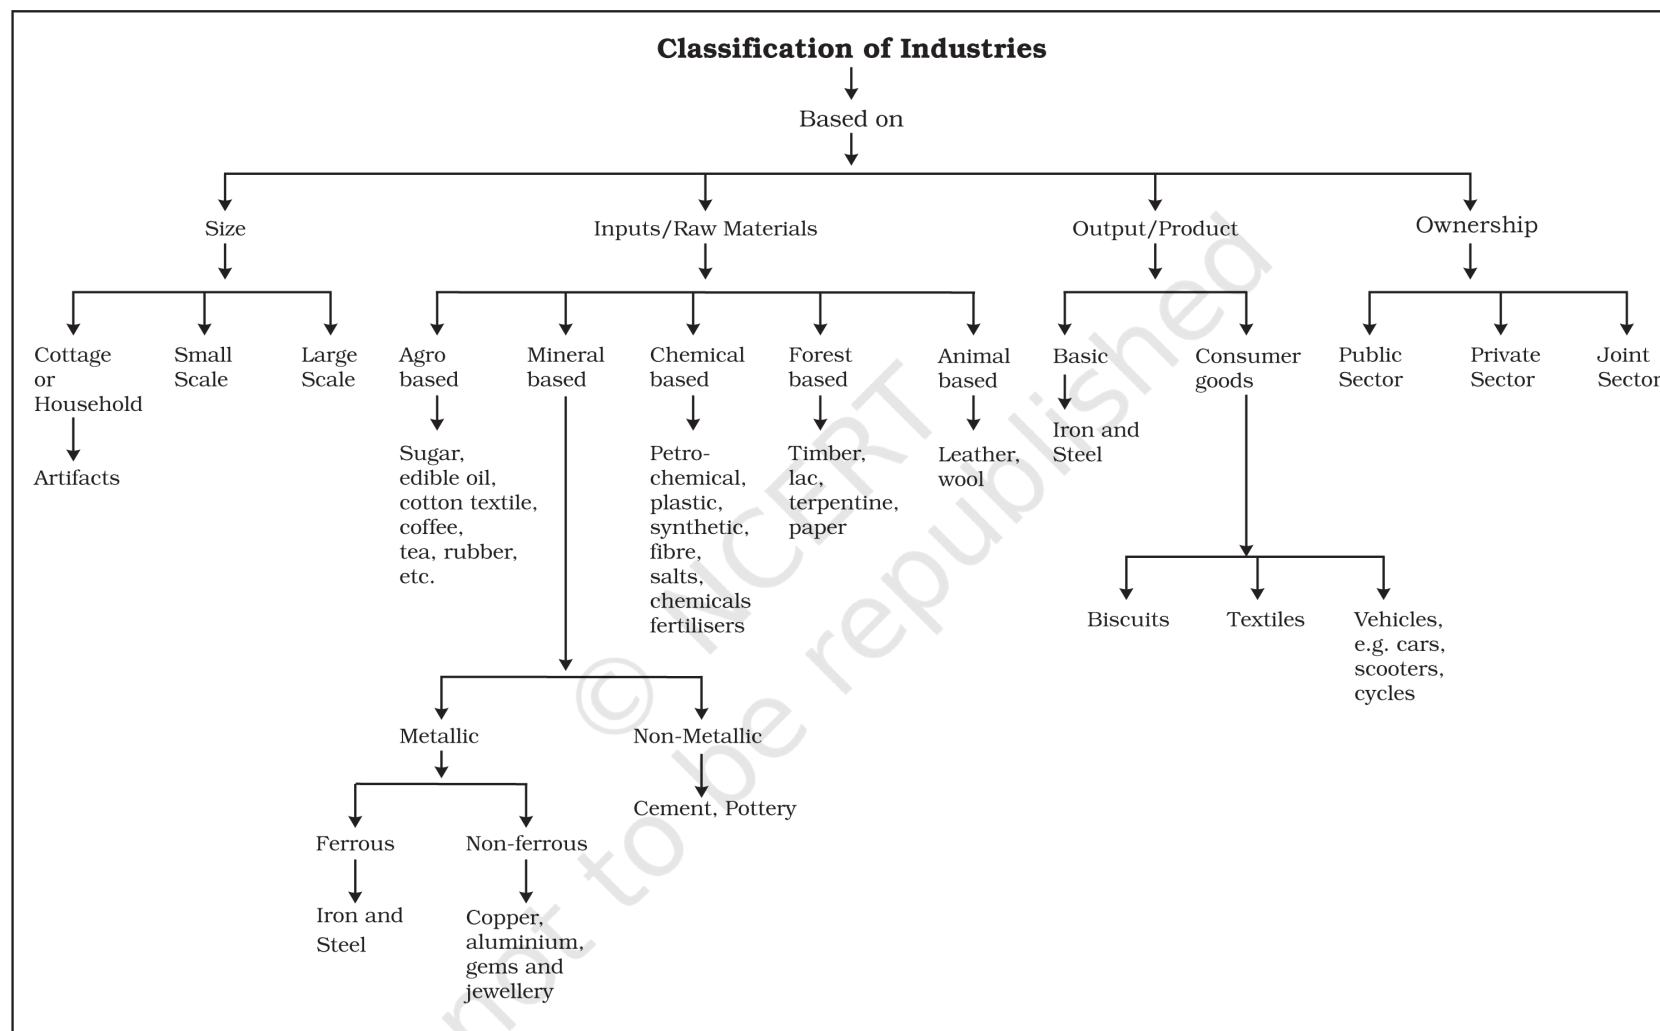 Classification of Industries
Based on
Size
Inputs/Raw Materials
Output/Product
Ownership
Cottage
or
Household
Small
Scale
Large
Scale
Agro
based
Mineral
based
Chemical
based
Forest
based
Animal
based
Basic
Consumer
goods
Public
Sector
Private
Sector
Joint
Sector
Artifacts
Sugar,
edible oil,
cotton textile,
coffee,
tea, rubber,
etc.
Petro-
chemical,
plastic,
synthetic,
fibre,
salts,
chemicals
fertilisers
Timber,
lac,
terpentine,
paper
Leather,
wool
Iron and
Steel
Biscuits
Textiles
Vehicles,
e.g. cars,
scooters,
cycles
Metallic
Non-Metallic
Cement, Pottery
Ferrous
Non-ferrous
Iron and
Steel
Copper,
aluminium,
gems and
jewellery
© NCERT
not to be republished